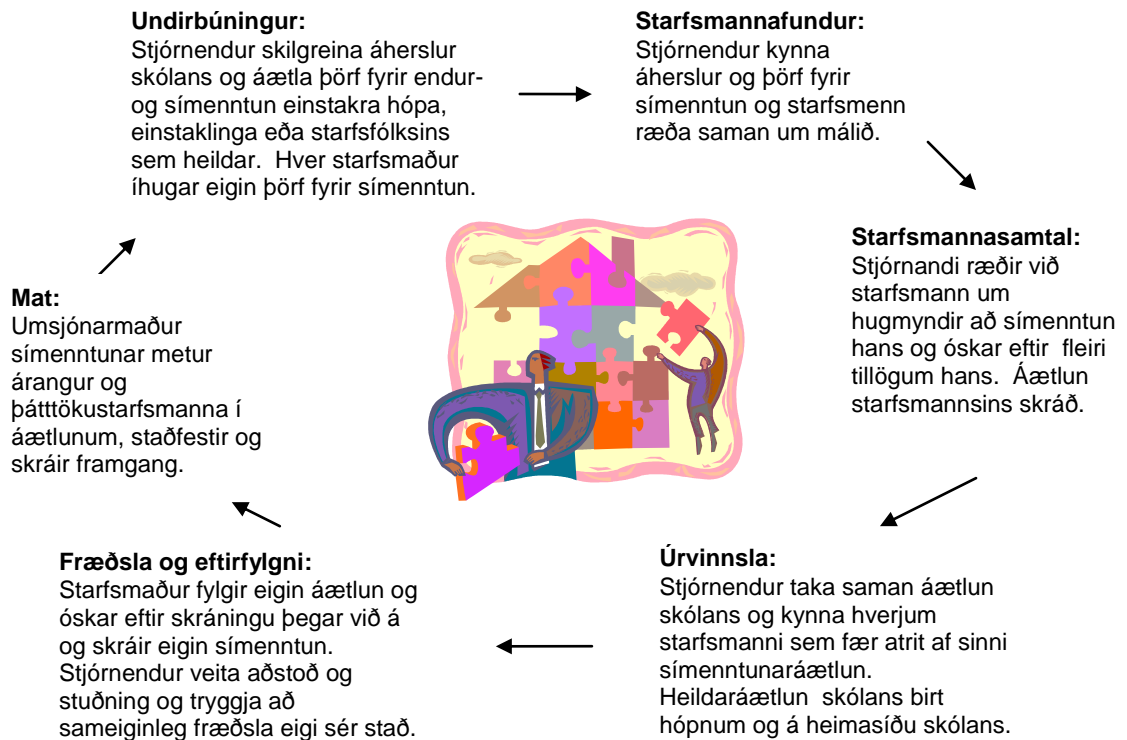 Undirbúningur:
Stjórnendur skilgreina áherslur
skólans og áætla þörf fyrir endur-
og símenntun einstakra hópa,
einstaklinga eða starfsfólksins
sem heildar.  Hver starfsmaður
íhugar eigin þörf fyrir símenntun.
Starfsmannafundur:
Stjórnendur kynna
áherslur og þörf fyrir
símenntun og starfsmenn
ræða saman um málið.
Starfsmannasamtal:
Stjórnandi ræðir við
starfsmann um
hugmyndir að símenntun
hans og óskar eftir  fleiri
tillögum hans.  Áætlun
starfsmannsins skráð.
Úrvinnsla:
Stjórnendur taka saman áætlun
skólans og kynna hverjum
starfsmanni sem fær atrit af sinni
símenntunaráætlun.
Heildaráætlun  skólans birt
hópnum og á heimasíðu skólans.
Fræðsla og eftirfylgni:
Starfsmaður fylgir eigin áætlun og
óskar eftir skráningu þegar við á
og skráir eigin símenntun.
Stjórnendur veita aðstoð og
stuðning og tryggja að
sameiginleg fræðsla eigi sér stað.
Mat:
Umsjónarmaður
símenntunar metur
árangur og
þátttökustarfsmanna í
áætlunum, staðfestir og
skráir framgang.